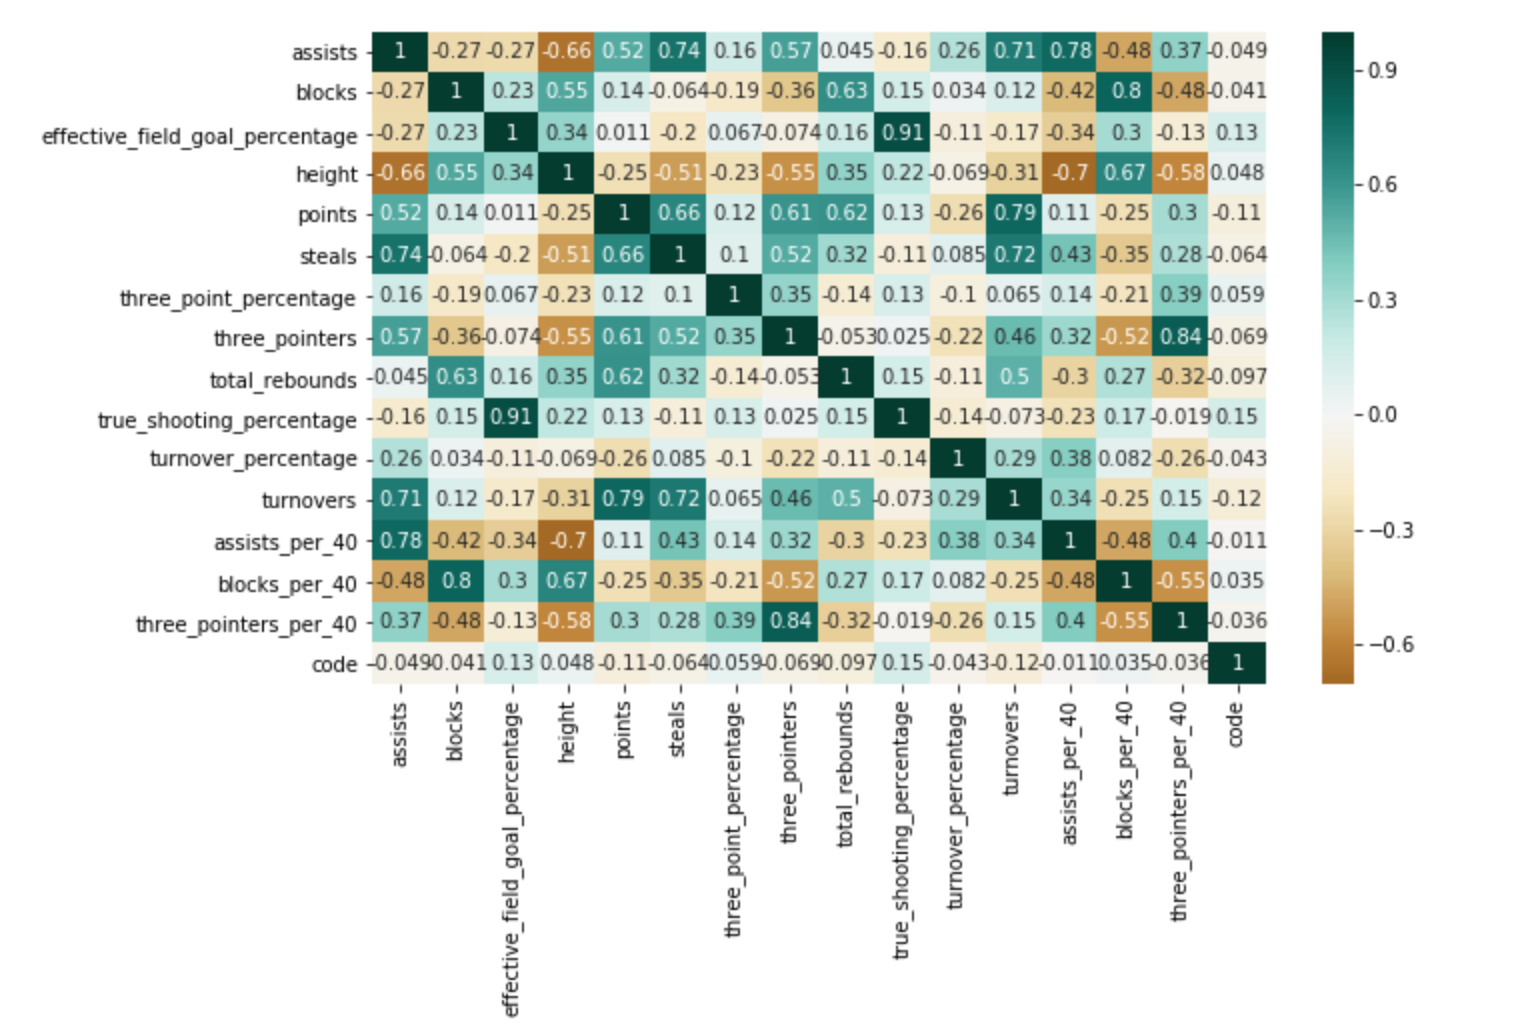 assists 1 -0.27 -0.27 -0.66 0.52 0.74 0.16 0.57 0.045 -0.16 0.26 0.71 0.78 -0.48 0.37 -0.049
blocks -0.27 1 0.23 0.55 0.14 -0.064 -0.19 -0.36 0.63 0.15 0.034 0.12 -0.42 0.8 -0.48 -0.041
effective_field_goal_percentage -0.27 0.23 1 0.34 0.011 -0.2 0.067 -0.074 0.16 0.91 -0.11 -0.17 -0.34 0.3 -0.13 0.13
height -0.66 0.55 0.34 1 -0.25 -0.51 -0.23 -0.55 0.35 0.22 -0.069 -0.31 -0.7 0.67 -0.58 0.048
points 0.52 0.14 0.011 -0.25 1 0.66 0.12 0.61 0.62 0.13 -0.26 0.79 0.11 -0.25 0.3 -0.11
steals 0.74 -0.064 -0.2 -0.51 0.66 1 0.1 0.52 0.32 -0.11 0.085 0.72 0.43 -0.35 0.28 -0.064
three_point_percentage 0.16 -0.19 0.067 -0.23 0.12 0.1 1 0.35 -0.14 0.13 -0.1 0.065 0.14 -0.21 0.39 0.059
three_pointers 0.57 -0.36 -0.074 -0.55 0.61 0.52 0.35 1 -0.053 0.025 -0.22 0.46 0.32 -0.52 0.84 -0.069
total_rebounds 0.045 0.63 0.16 0.35 0.62 0.32 -0.14 -0.053 1 0.15 -0.11 0.5 -0.3 0.27 -0.32 -0.097
true_shooting_percentage -0.16 0.15 0.91 0.22 0.13 -0.11 0.13 0.025 0.15 1 -0.14 -0.073 -0.23 0.17 -0.019 0.15
turnover_percentage 0.26 0.034 -0.11 -0.069 -0.26 0.085 -0.1 -0.22 -0.11 -0.14 1 0.29 0.38 0.082 -0.26 -0.043
turnovers 0.71 0.12 -0.17 -0.31 0.79 0.72 0.065 0.46 0.5 -0.073 0.29 1 0.34 -0.25 0.15 -0.12
assists_per_40 0.78 -0.42 -0.34 -0.7 0.11 0.43 0.14 0.32 -0.3 -0.23 0.38 0.34 1 -0.48 0.4 -0.011
blocks_per_40 -0.48 0.8 0.3 0.67 -0.25 -0.35 -0.21 -0.52 0.27 0.17 0.082 -0.25 -0.48 1 -0.55 0.035
three_pointers_per_40 0.37 -0.48 -0.13 -0.58 0.3 0.28 0.39 0.84 -0.32 -0.019 -0.26 0.15 0.4 -0.55 1 -0.036
code -0.049 -0.041 0.13 0.048 -0.11 -0.064 0.059 -0.069 -0.097 0.15 -0.043 -0.12 -0.011 0.035 -0.036 1
assists
blocks
effective_field_goal_percentage
height
points
steals
three_point_percentage
three_pointers
total_rebounds
true_shooting_percentage
turnover_percentage
turnovers
assists_per_40
blocks_per_40
three_pointers_per_40
code
0.9
0.6
0.3
0.0
−0.3
−0.6